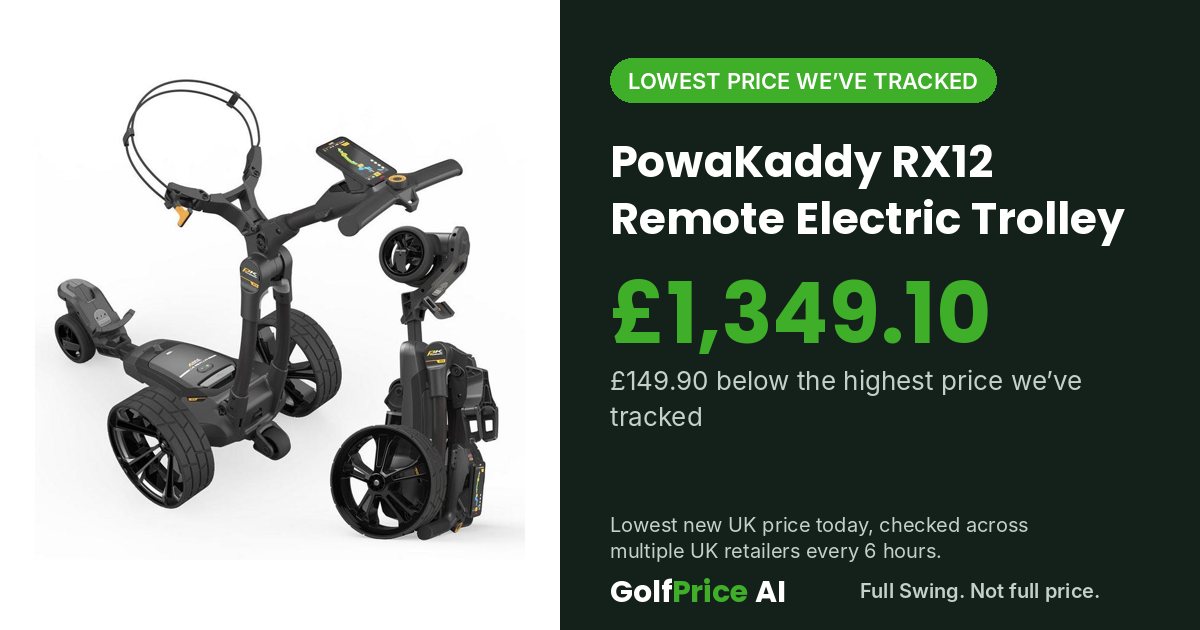 LOWEST PRICE WE’VE TRACKED
PowaKaddy RX12
Remote Electric Trolley
£1,349.10
£149.90 below the highest price we’ve
tracked
Lowest new UK price today, checked across
multiple UK retailers every 6 hours.
GolfPrice AI
Full Swing. Not full price.